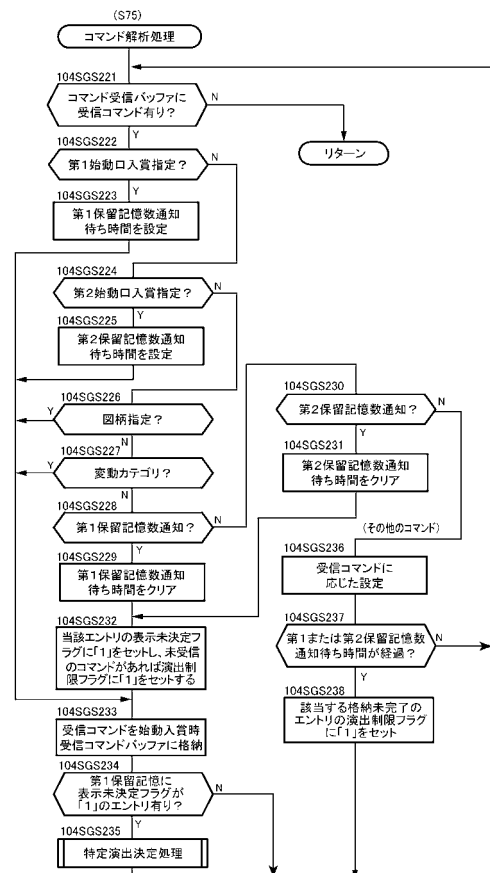 (S75)
コマンド解析処理
104SGS221
コマンド受信バッファに
受信コマンド有り?
N
Y
リターン
104SGS222
第1始動口入賞指定?
N
Y
104SGS223
第1保留記憶数通知
待ち時間を設定
104SGS224
第2始動口入賞指定?
N
Y
104SGS225
第2保留記憶数通知
待ち時間を設定
104SGS226
Y
図柄指定?
N
104SGS227
Y
変動カテゴリ?
N
104SGS228
第1保留記憶数通知?
N
Y
104SGS229
第1保留記憶数通知
待ち時間をクリア
104SGS230
第2保留記憶数通知?
N
Y
104SGS231
第2保留記憶数通知
待ち時間をクリア
(その他のコマンド)
104SGS232
当該エントリの表示未決定フ
ラグに「1」をセットし、未受信
のコマンドがあれば演出制
限フラグに「1」をセットする
104SGS233
受信コマンドを始動入賞時
受信コマンドバッファに格納
104SGS234
第1保留記憶に
表示未決定フラグが
「1」のエントリ有り?
N
Y
104SGS235
特定演出決定処理
104SGS236
受信コマンドに
応じた設定
104SGS237
第1または第2保留記憶数
通知待ち時間が経過?
N
Y
104SGS238
該当する格納未完了の
エントリの演出制限フラグ
に「1」をセット